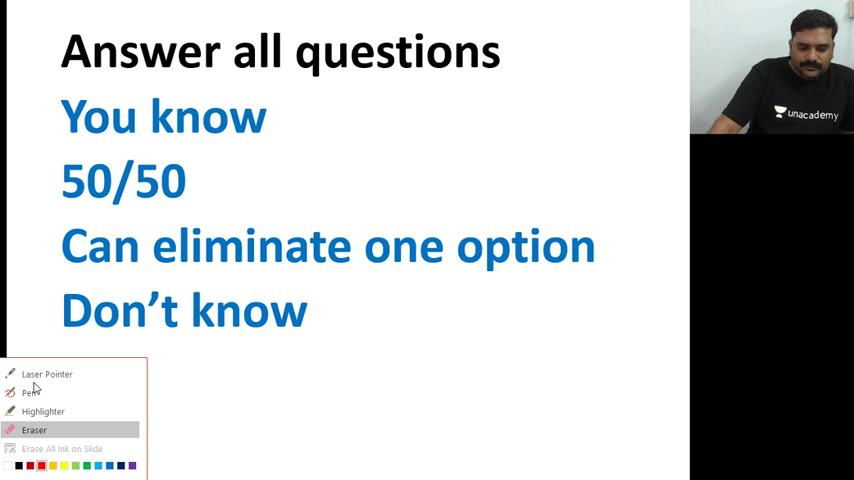 Answer all questions
You know
50/50
Can eliminate one option
Don’t know
unacademy
Laser Pointer
Pen
Highlighter
Eraser
Erase All Ink on Slide